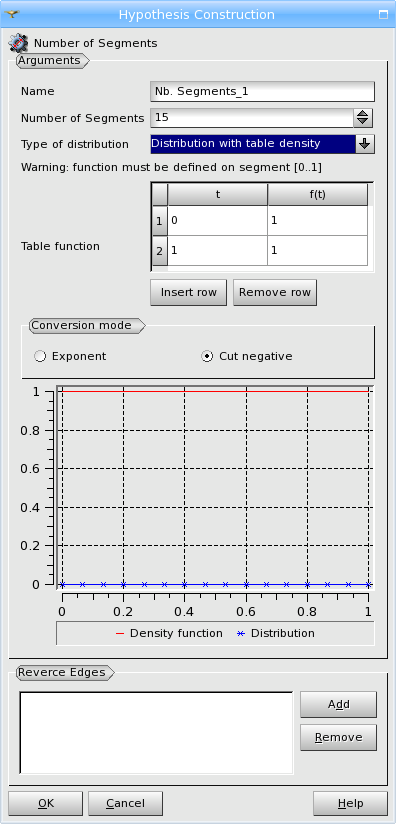 Hypothesis Construction
Number of Segments
Arguments
Name Nb. Segments_1
Number of Segments 15
Type of distribution Distribution with table density
Warning: function must be defined on segment [0..1]
t f(t)
1 0 1
Table function
2 1 1
Insert row Remove row
Conversion mode
Exponent Cut negative
1
0.8
0.6
0.4
0.2
0
0 0.2 0.4 0.6 0.8 1
Density function Distribution
Reverce Edges
Add
Remove
OK Cancel Help